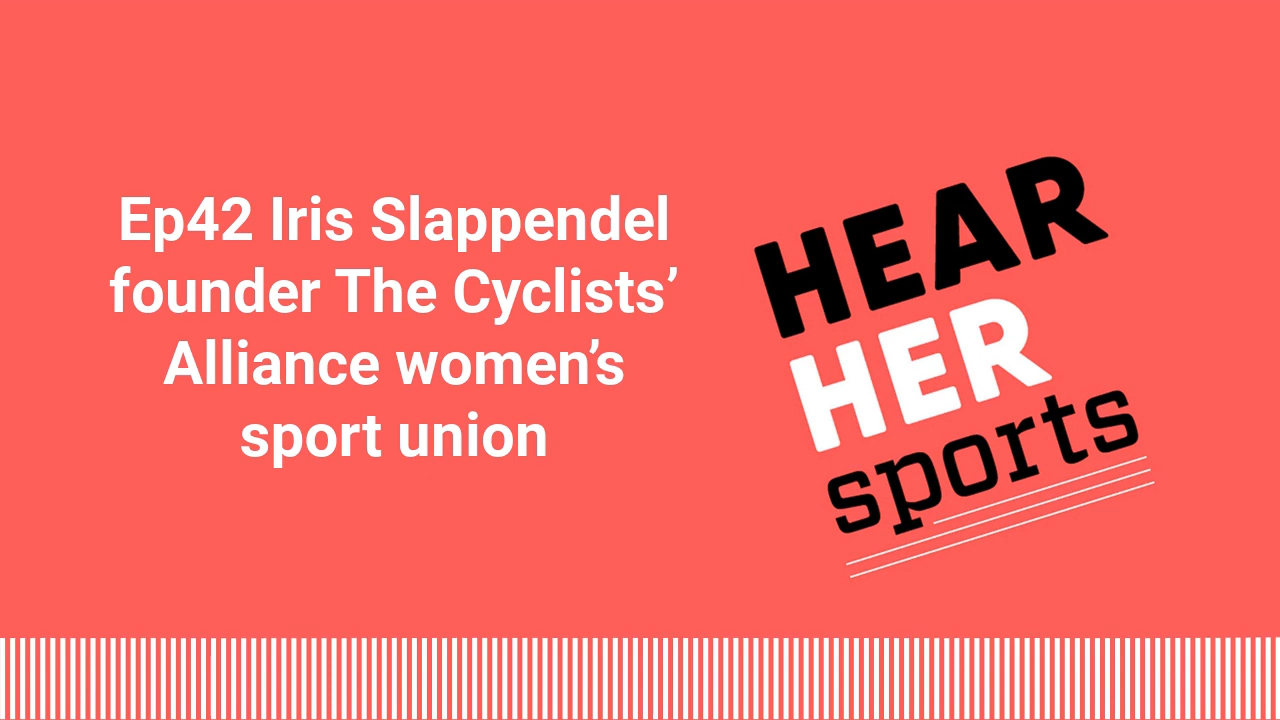 Ep42 Iris Slappendel
founder The Cyclists’
Alliance women’s
sport union
HEAR
HER
sports